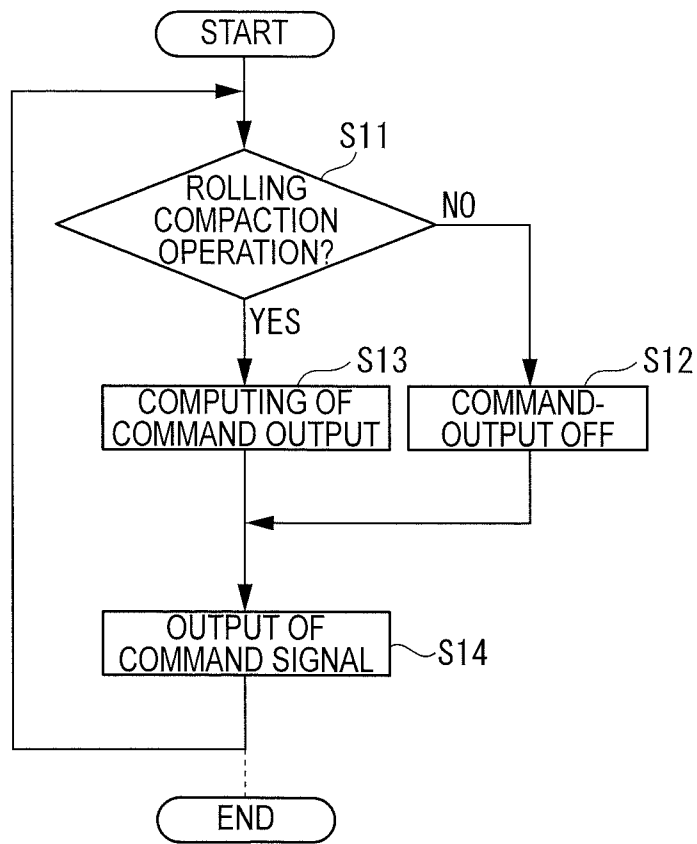 START
S11
ROLLING
COMPACTION
OPERATION?
NO
YES
S13
COMPUTING OF
COMMAND OUTPUT
S12
COMMAND-
OUTPUT OFF
OUTPUT OF
COMMAND SIGNAL
S14
END